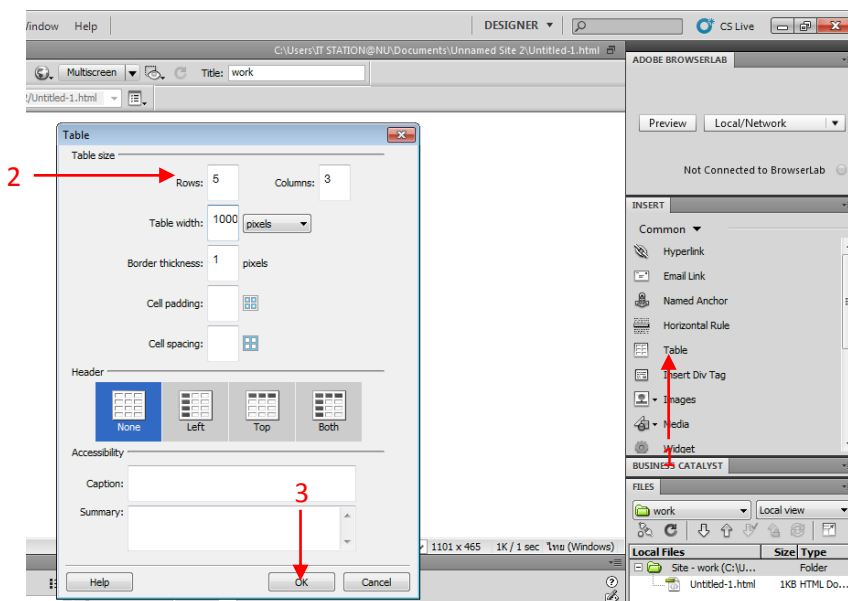 indow Help DESIGNER CS Live
C:\Users\IT STATION@NU\Documents\Unnamed Site 2\Untitled-1.html
Multiscreen Title: work
/Untitled-1.html
ADOBE BROWSERLAB
Preview Local/Network
Not Connected to BrowserLab
Table
Table size
2
Rows: 5 Columns: 3
Table width: 1000 pixels
Border thickness: 1 pixels
Cell padding:
Cell spacing:
Header
None Left Top Both
Accessibility
Caption:
3
Summary:
Help OK Cancel
INSERT
Common
Hyperlink
Email Link
Named Anchor
Horizontal Rule
Table
Insert Div Tag
Images
Media
1
Widget
BUSINESS CATALYST
FILES
work Local view
1101 x 465 1K / 1 sec ไทย (Windows)
Local Files Size Type
Site - work (C:\U... Folder
Untitled-1.html 1KB HTML Do...